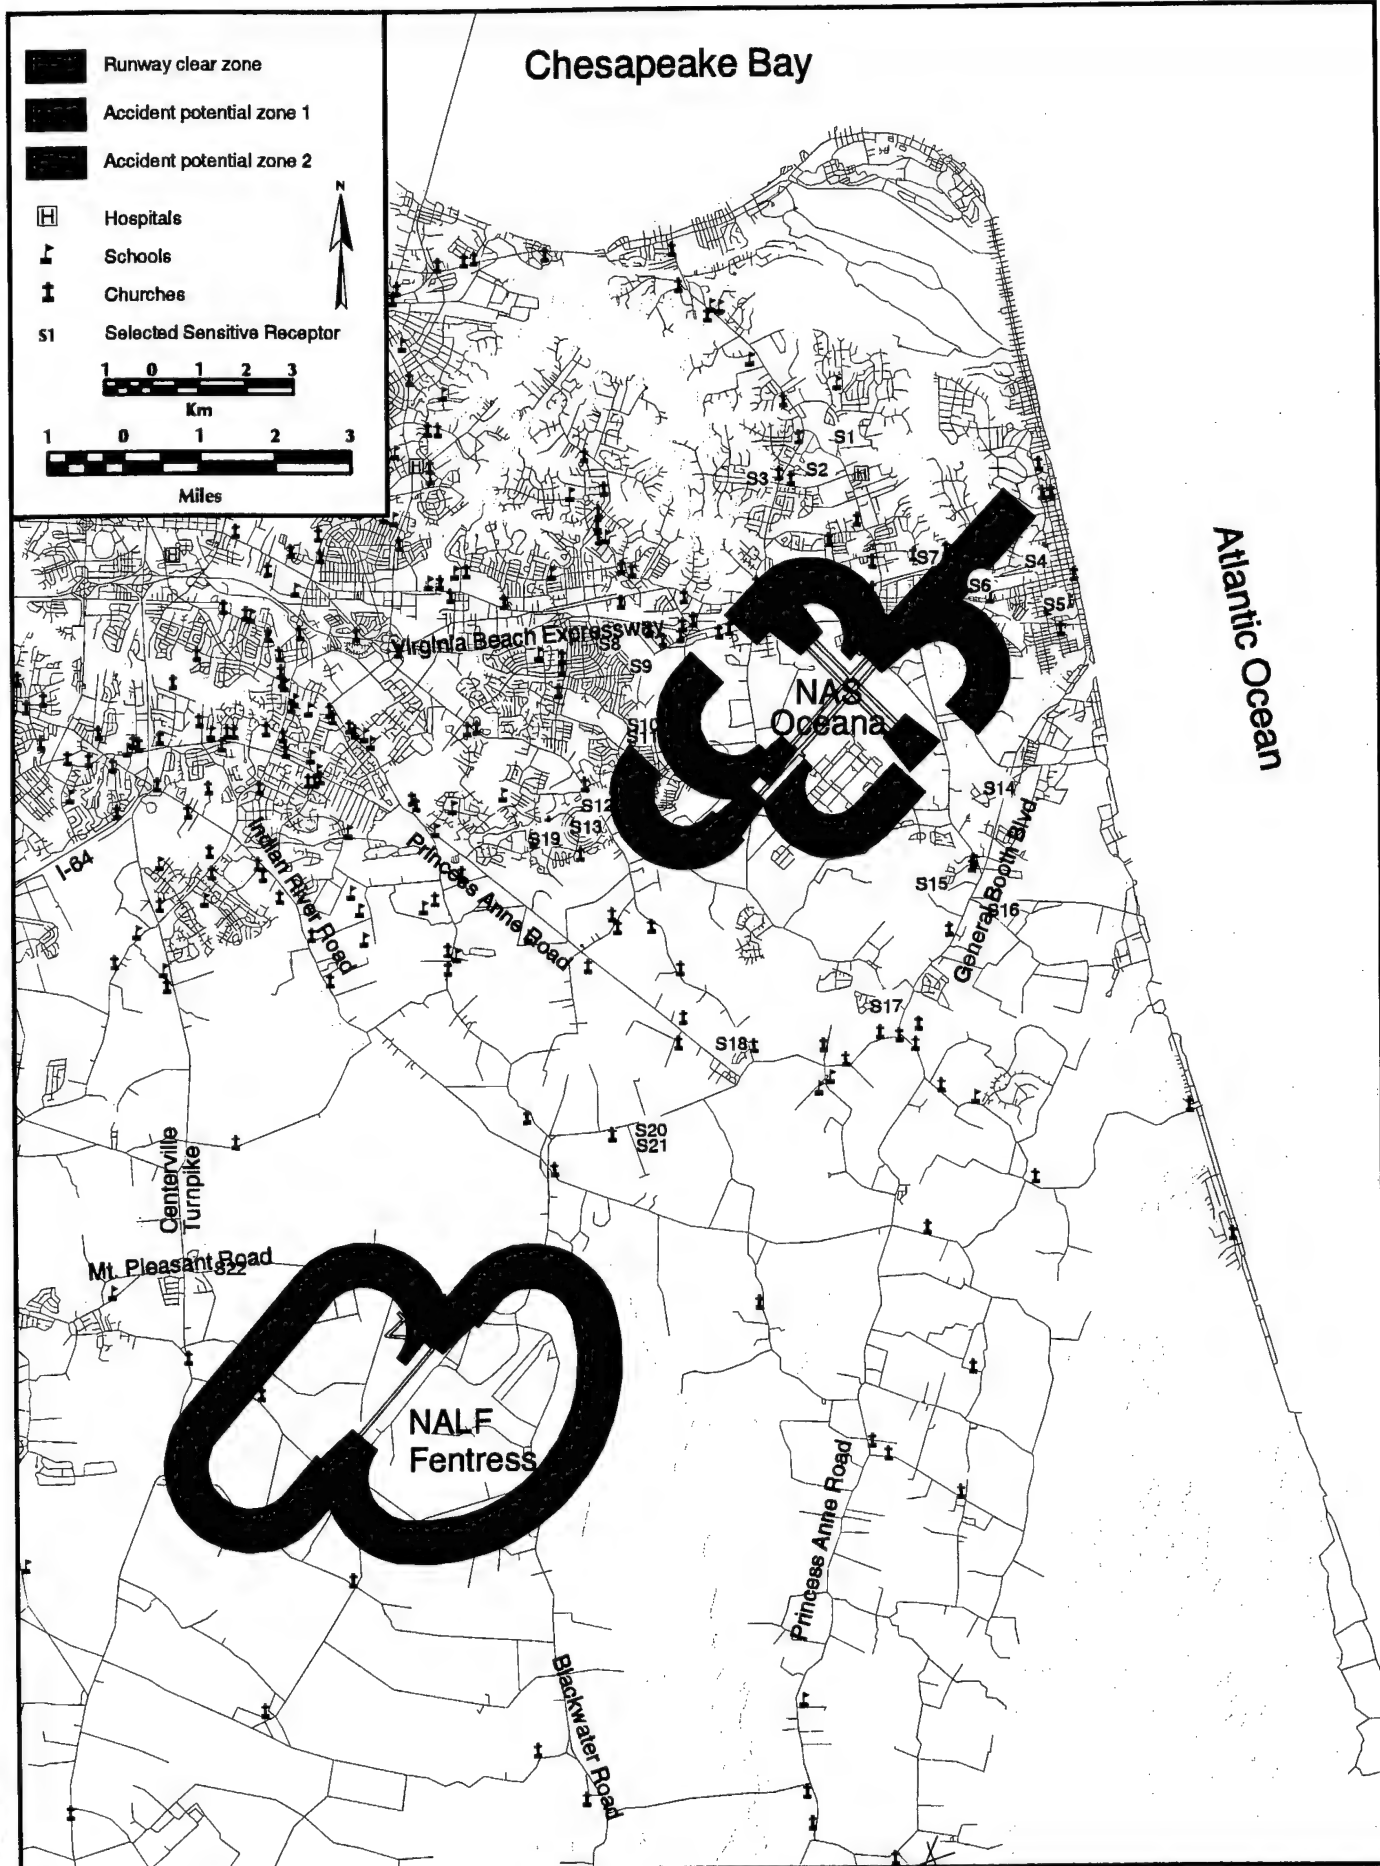 Chesapeake Bay
Runway clear zone
Accident potential zone 1
Accident potential zone 2
N
H Hospitals
Schools
Churches
S1 Selected Sensitive Receptor
1 0 1 2 3
Km
1 0 1 2 3
Miles
Atlantic Ocean
S1
H
S2
S3
H
H
S7
S4
S6
S5
Virginia Beach Expressway
S8
S9
NAS
Oceana
S10
S11
S12
S13
S19
S14
General Booth Blvd.
S15
S16
I-64
Indian River Road
Princess Anne Road
S17
S18
S20
S21
Centerville
Turnpike
Mt. Pleasant Road
S22
NALF
Fentress
Princess Anne Road
Blackwater Road